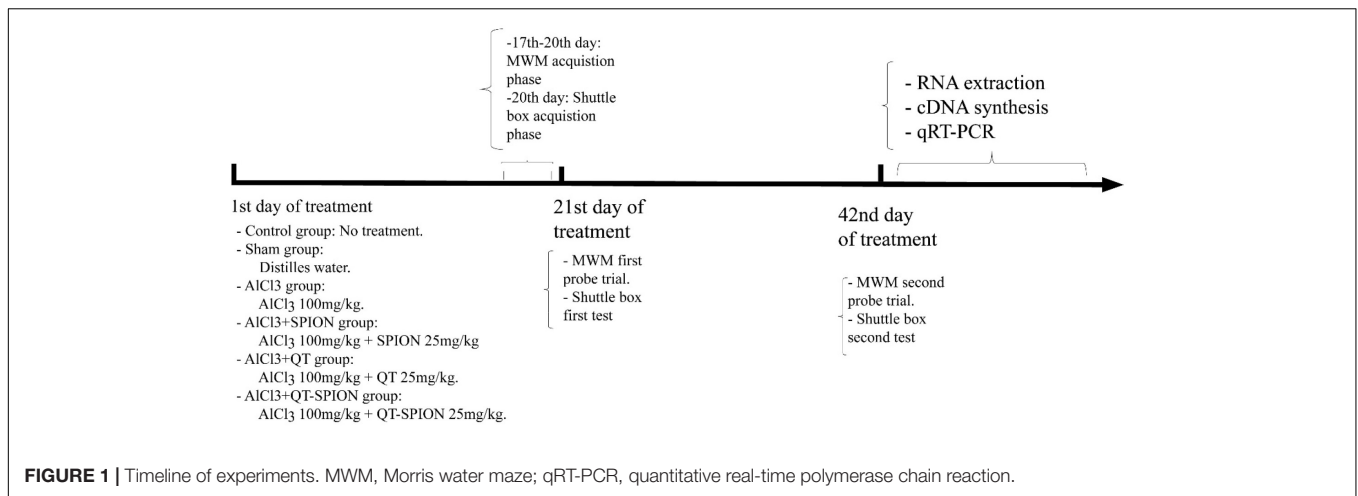 -17th-20th day:
MWM acquistion
phase
-20th day: Shuttle
box acquistion
phase
- RNA extraction
- cDNA synthesis
- qRT-PCR
1st day of treatment
- Control group: No treatment.
- Sham group:
Distilles water.
- AlCl3 group:
AlCl3 100mg/kg.
- AlCl3+SPION group:
AlCl3 100mg/kg + SPION 25mg/kg
- AlCl3+QT group:
AlCl3 100mg/kg + QT 25mg/kg.
- AlCl3+QT-SPION group:
AlCl3 100mg/kg + QT-SPION 25mg/kg.
21st day of
treatment
- MWM first
probe trial.
- Shuttle box
first test
42nd day
of treatment
- MWM second
probe trial.
- Shuttle box
second test
FIGURE 1 | Timeline of experiments. MWM, Morris water maze; qRT-PCR, quantitative real-time polymerase chain reaction.